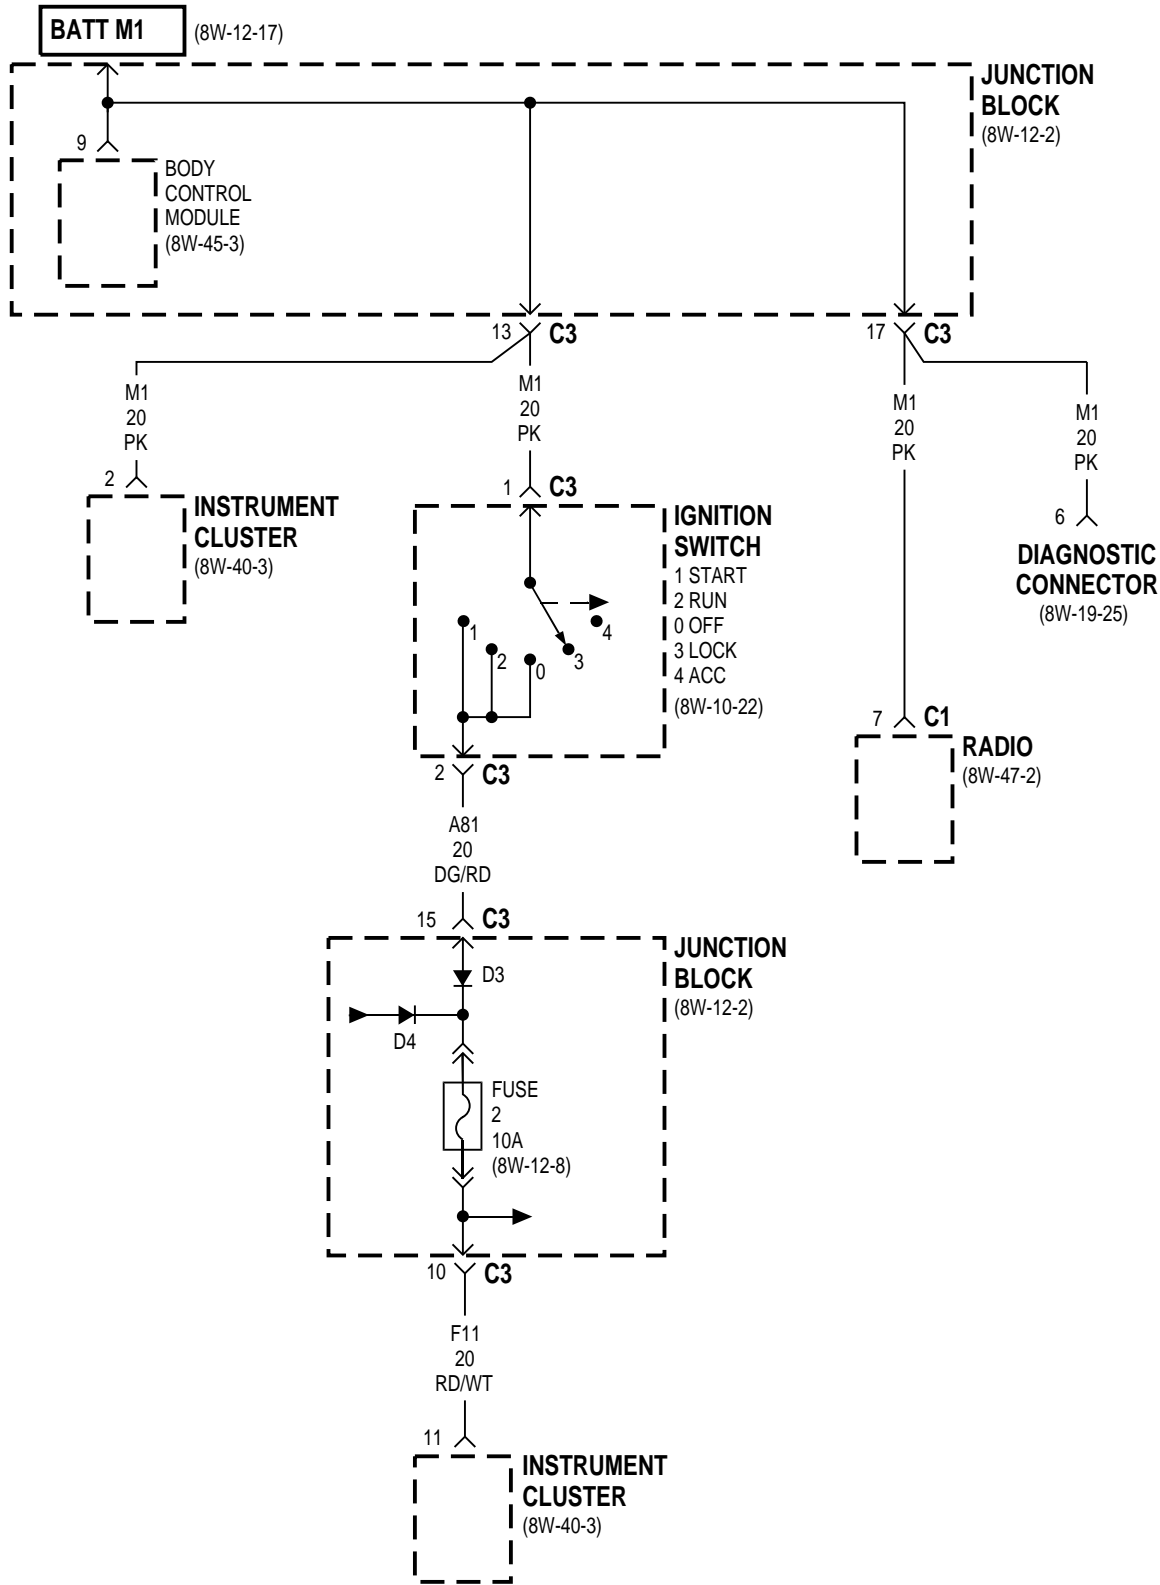 BATT M1 (8W-12-17)
JUNCTION
BLOCK
(8W-12-2)
9
BODY
CONTROL
MODULE
(8W-45-3)
13 C3
17 C3
M1
20
PK
M1
20
PK
M1
20
PK
M1
20
PK
2
INSTRUMENT
CLUSTER
(8W-40-3)
1 C3
IGNITION
SWITCH
1 START
2 RUN
0 OFF
3 LOCK
4 ACC
(8W-10-22)
1
2
0
3
4
6
DIAGNOSTIC
CONNECTOR
(8W-19-25)
7 C1
RADIO
(8W-47-2)
2 C3
A81
20
DG/RD
15 C3
JUNCTION
BLOCK
(8W-12-2)
D3
D4
FUSE
2
10A
(8W-12-8)
10 C3
F11
20
RD/WT
11
INSTRUMENT
CLUSTER
(8W-40-3)